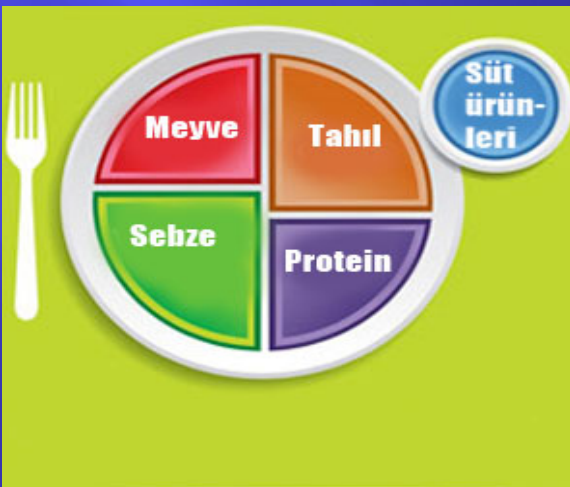 Meyve
Tahıl
Süt
ürün-
leri
Sebze
Protein